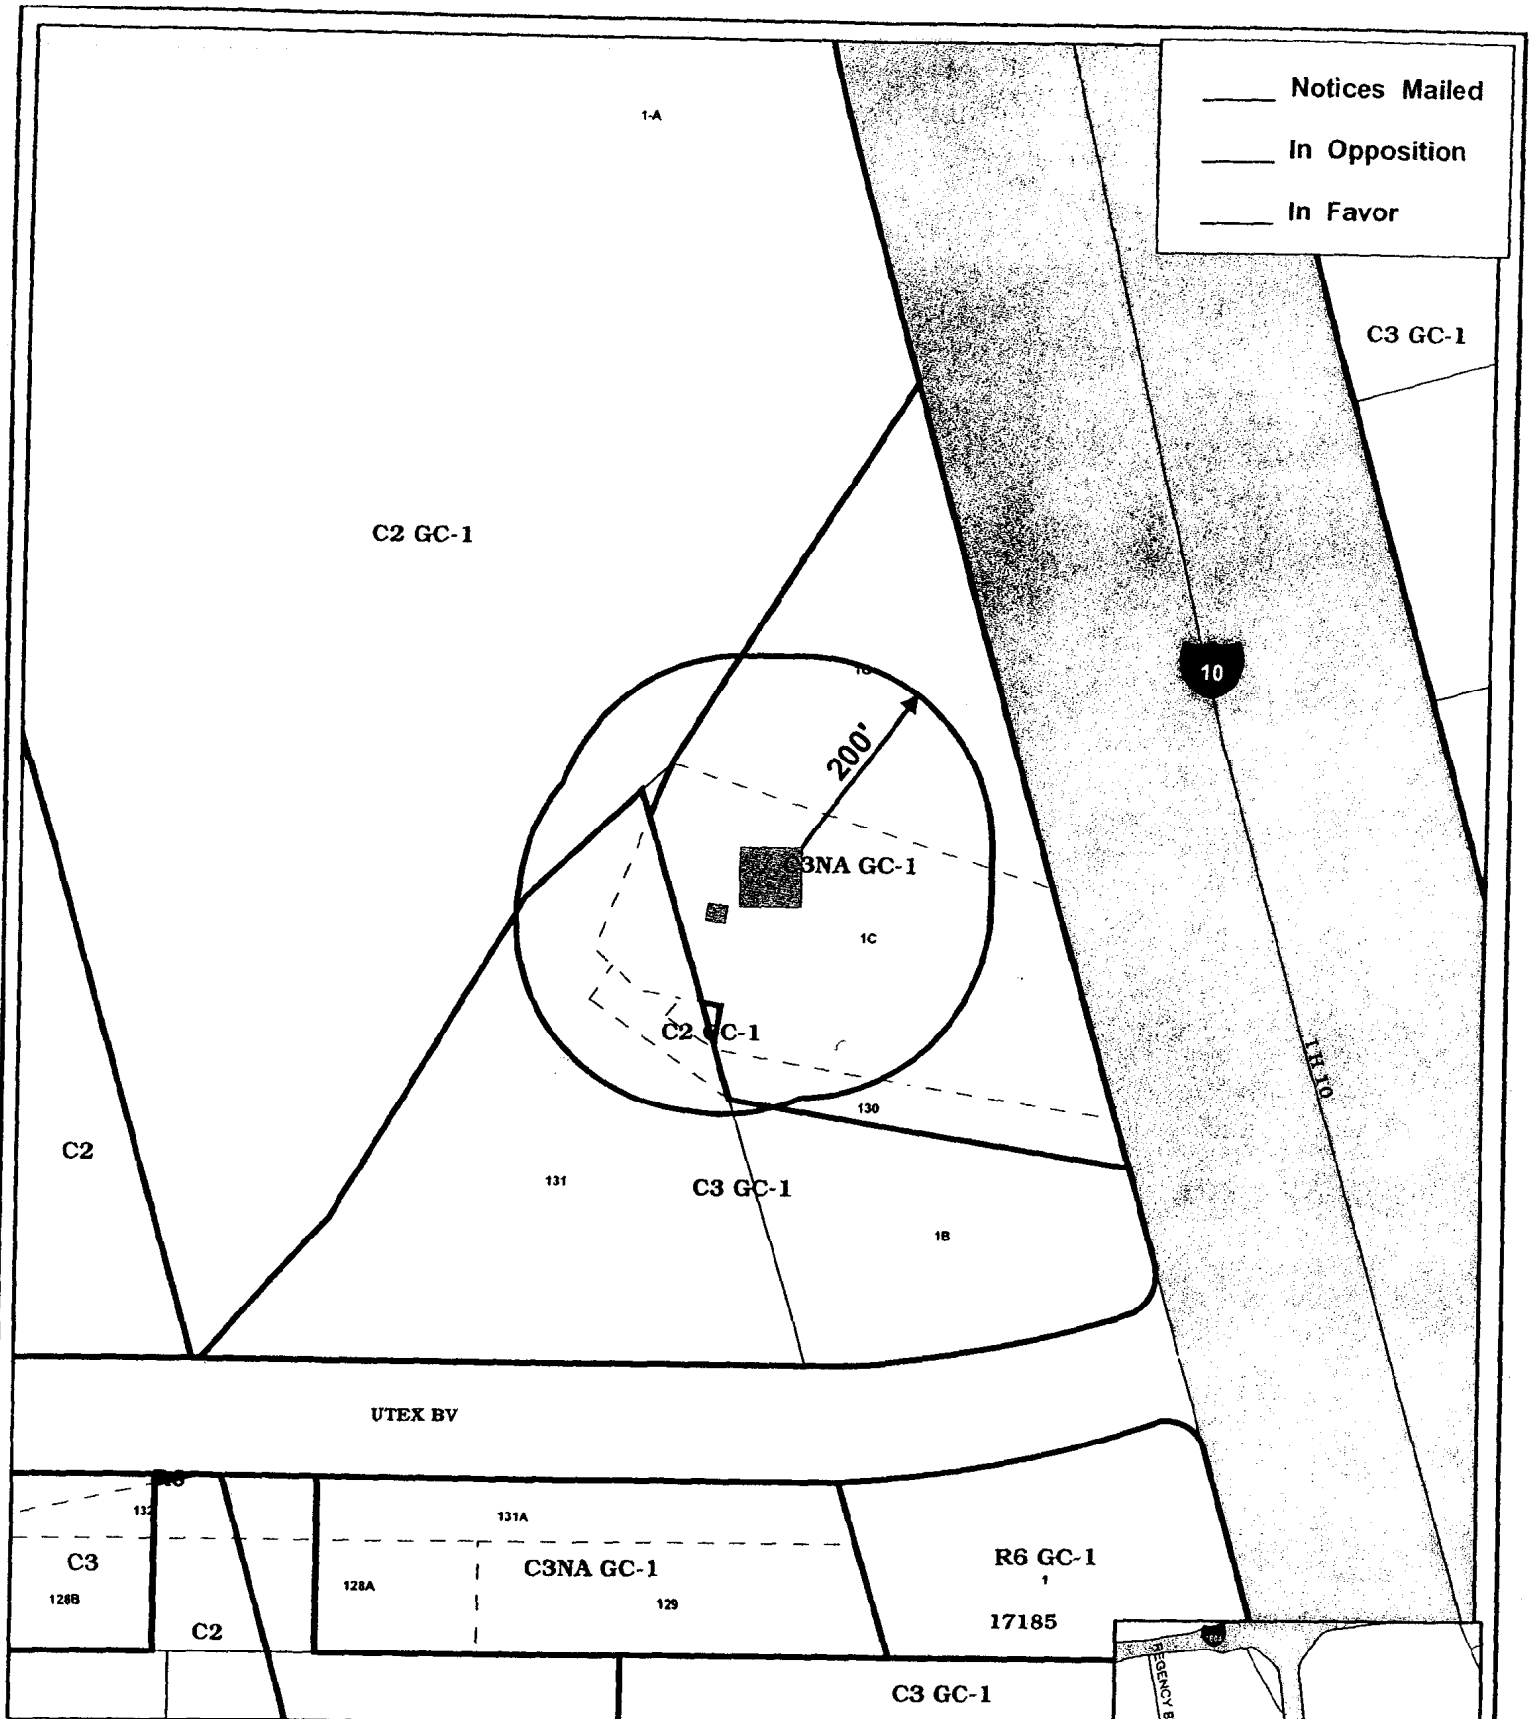 Notices Mailed
In Opposition
In Favor
1-A
C3 GC-1
C2 GC-1
10
200'
C3NA GC-1
1C
C2 GC-1
I H 10
130
C2
131
C3 GC-1
1B
UTEX BV
132
131A
C3
C3NA GC-1
R6 GC-1
128A
1
128B
129
17185
C2
REGENCY B
C3 GC-1